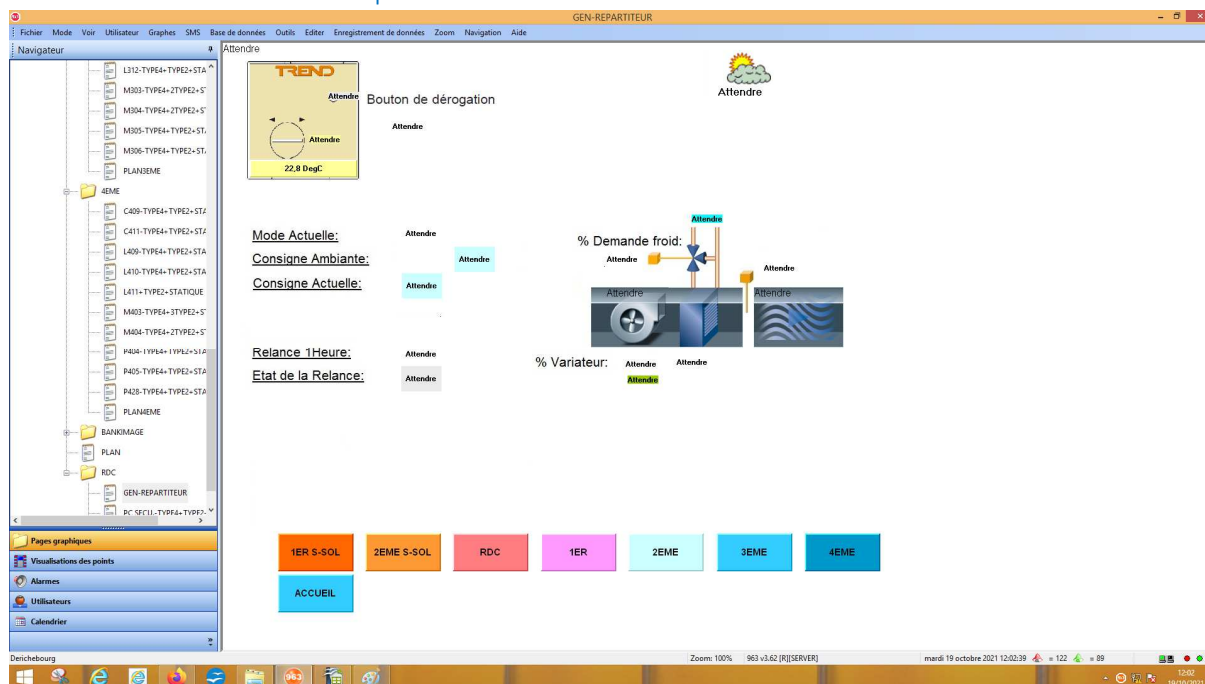 GEN-REPARTITEUR
Fichier Mode Voir Utilisateur Graphes SMS Base de données Outils Editer Enregistrement de données Zoom Navigation Aide
Navigateur
L312-TYPE4+TYPE2+STA
M303-TYPE4+2TYPE2+S
M304-TYPE4+2TYPE2+S
M305-TYPE4+TYPE2+ST
M306-TYPE4+TYPE2+ST
PLAN3EME
4EME
C409-TYPE4+TYPE2+STA
C411-TYPE4+TYPE2+STA
L409-TYPE4+TYPE2+STA
L410-TYPE4+TYPE2+STA
L411+TYPE2+STATIQUE
M403-TYPE4+3TYPE2+S
M404-TYPE4+2TYPE2+S
P404-TYPE4+TYPE2+STA
P405-TYPE4+TYPE2+STA
P428-TYPE4+TYPE2+STA
PLAN4EME
BANKIMAGE
PLAN
RDC
GEN-REPARTITEUR
PC SECU.-TYPE4+TYPE2-
Pages graphiques
Visualisations des points
Alarmes
Utilisateurs
Calendrier
Attendre
TREND
Attendre
Bouton de dérogation
Attendre
Attendre
22,8 DegC
Attendre
Mode Actuelle: Attendre
Consigne Ambiante: Attendre
Consigne Actuelle: Attendre
Relance 1Heure: Attendre
Etat de la Relance: Attendre
Attendre
% Demande froid:
Attendre
Attendre
Attendre Attendre
% Variateur: Attendre Attendre
Attendre
1ER S-SOL 2EME S-SOL RDC 1ER 2EME 3EME 4EME
ACCUEIL
Derichebourg Zoom: 100% 963 v3.62 [R][SERVER] mardi 19 octobre 2021 12:02:39 = 122 = 89
963
12:02
19/10/2021